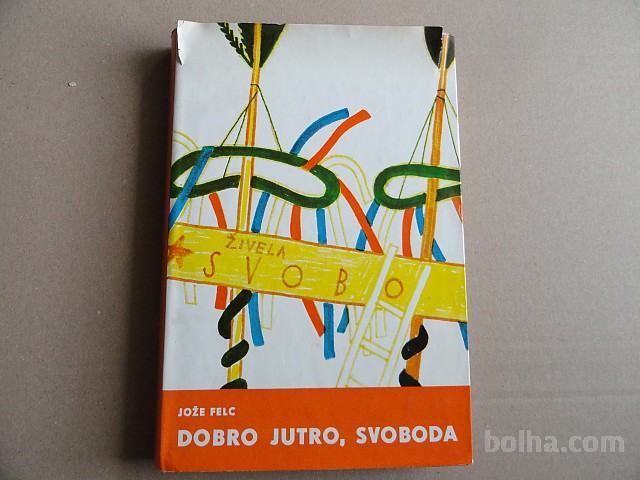 ŽIVELA
SVOBO
JOŽE FELC
DOBRO JUTRO, SVOBODA
bolha.com